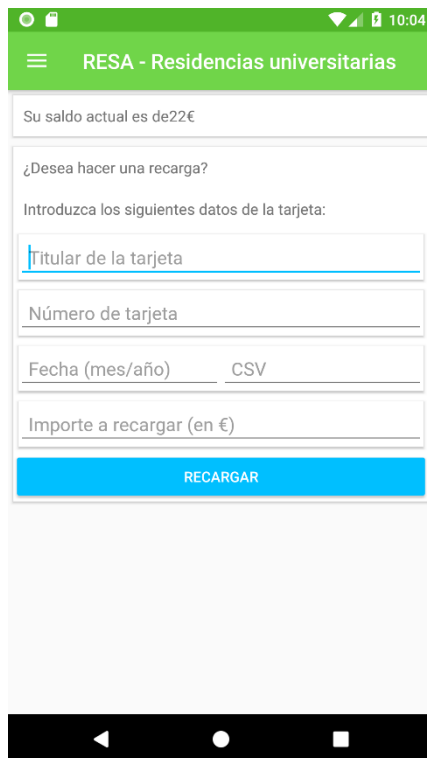 10:04
RESA - Residencias universitarias
Su saldo actual es de22€
¿Desea hacer una recarga?
Introduzca los siguientes datos de la tarjeta:
Titular de la tarjeta
Número de tarjeta
Fecha (mes/año) CSV
Importe a recargar (en €)
RECARGAR